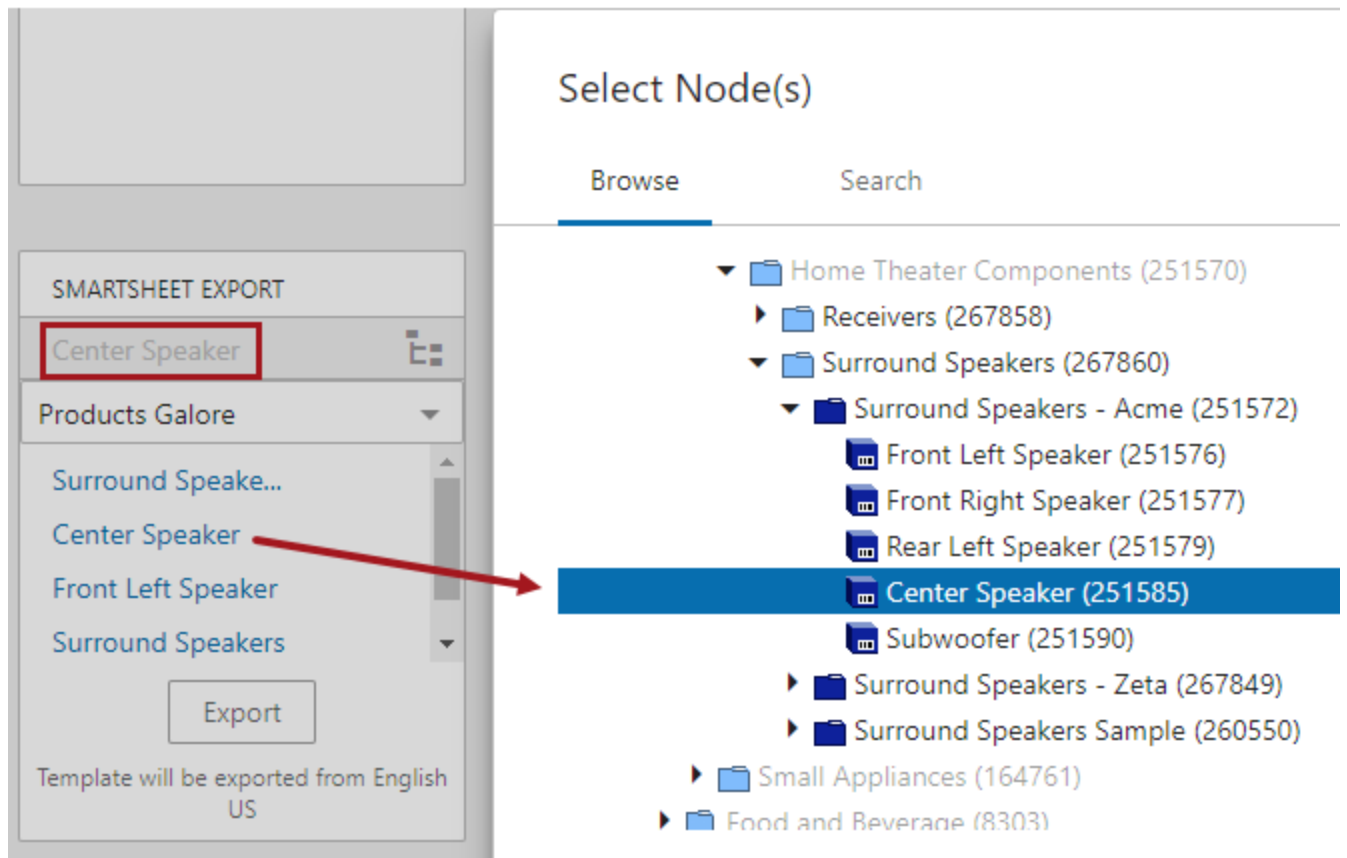 SMARTSHEET EXPORT
Center Speaker
Products Galore
Surround Speake...
Center Speaker
Front Left Speaker
Surround Speakers
Export
Template will be exported from English
US
Select Node(s)
Browse Search
Home Theater Components (251570)
Receivers (267858)
Surround Speakers (267860)
Surround Speakers - Acme (251572)
Front Left Speaker (251576)
Front Right Speaker (251577)
Rear Left Speaker (251579)
Center Speaker (251585)
Subwoofer (251590)
Surround Speakers - Zeta (267849)
Surround Speakers Sample (260550)
Small Appliances (164761)
Food and Beverage (8303)